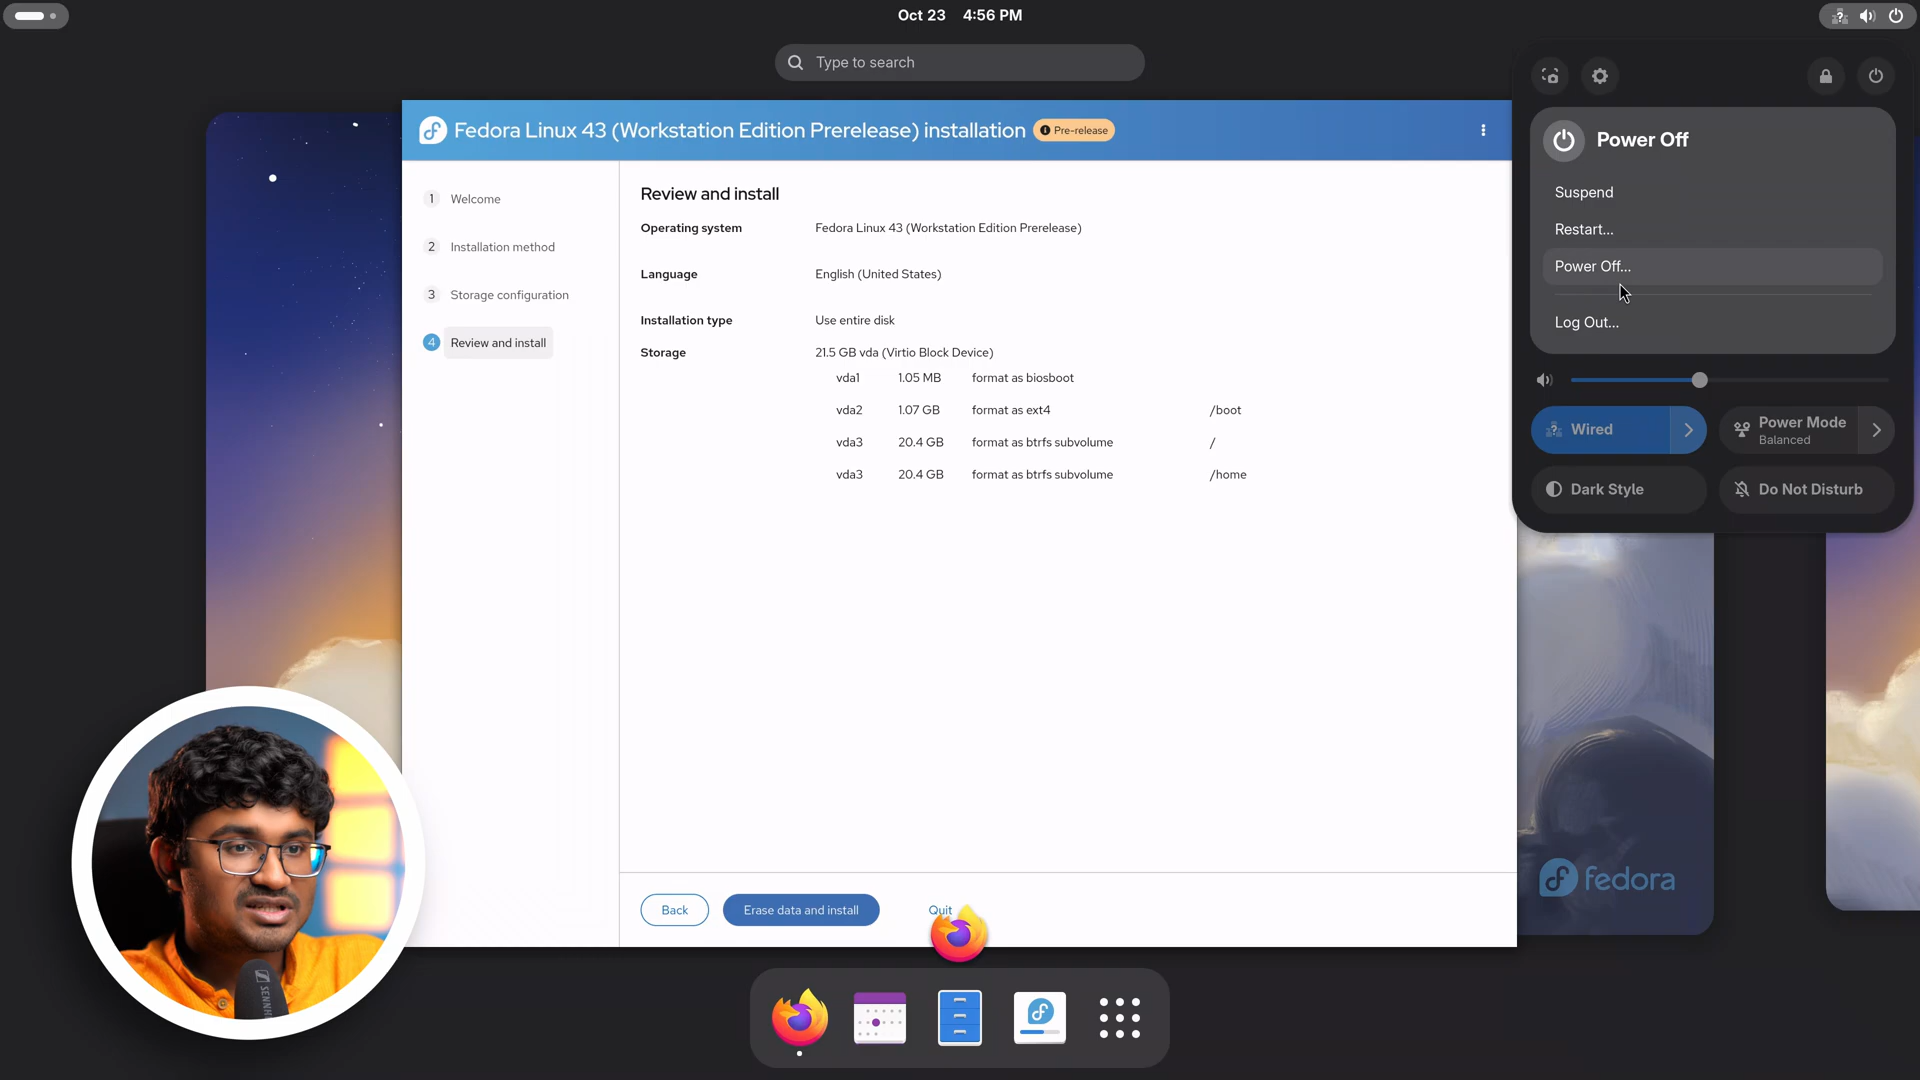 Oct 23 4:56 PM
Type to search
Fedora Linux 43 (Workstation Edition Prerelease) installation
Pre-release
1 Welcome
2 Installation method
3 Storage configuration
4 Review and install
Review and install
Operating system Fedora Linux 43 (Workstation Edition Prerelease)
Language English (United States)
Installation type Use entire disk
Storage 21.5 GB vda (Virtio Block Device)
vda1 1.05 MB format as biosboot
vda2 1.07 GB format as ext4 /boot
vda3 20.4 GB format as btrfs subvolume /
vda3 20.4 GB format as btrfs subvolume /home
Back
Erase data and install
Quit
Power Off
Suspend
Restart...
Power Off...
Log Out...
Wired
Power Mode
Balanced
Dark Style
Do Not Disturb
fedora
SENN